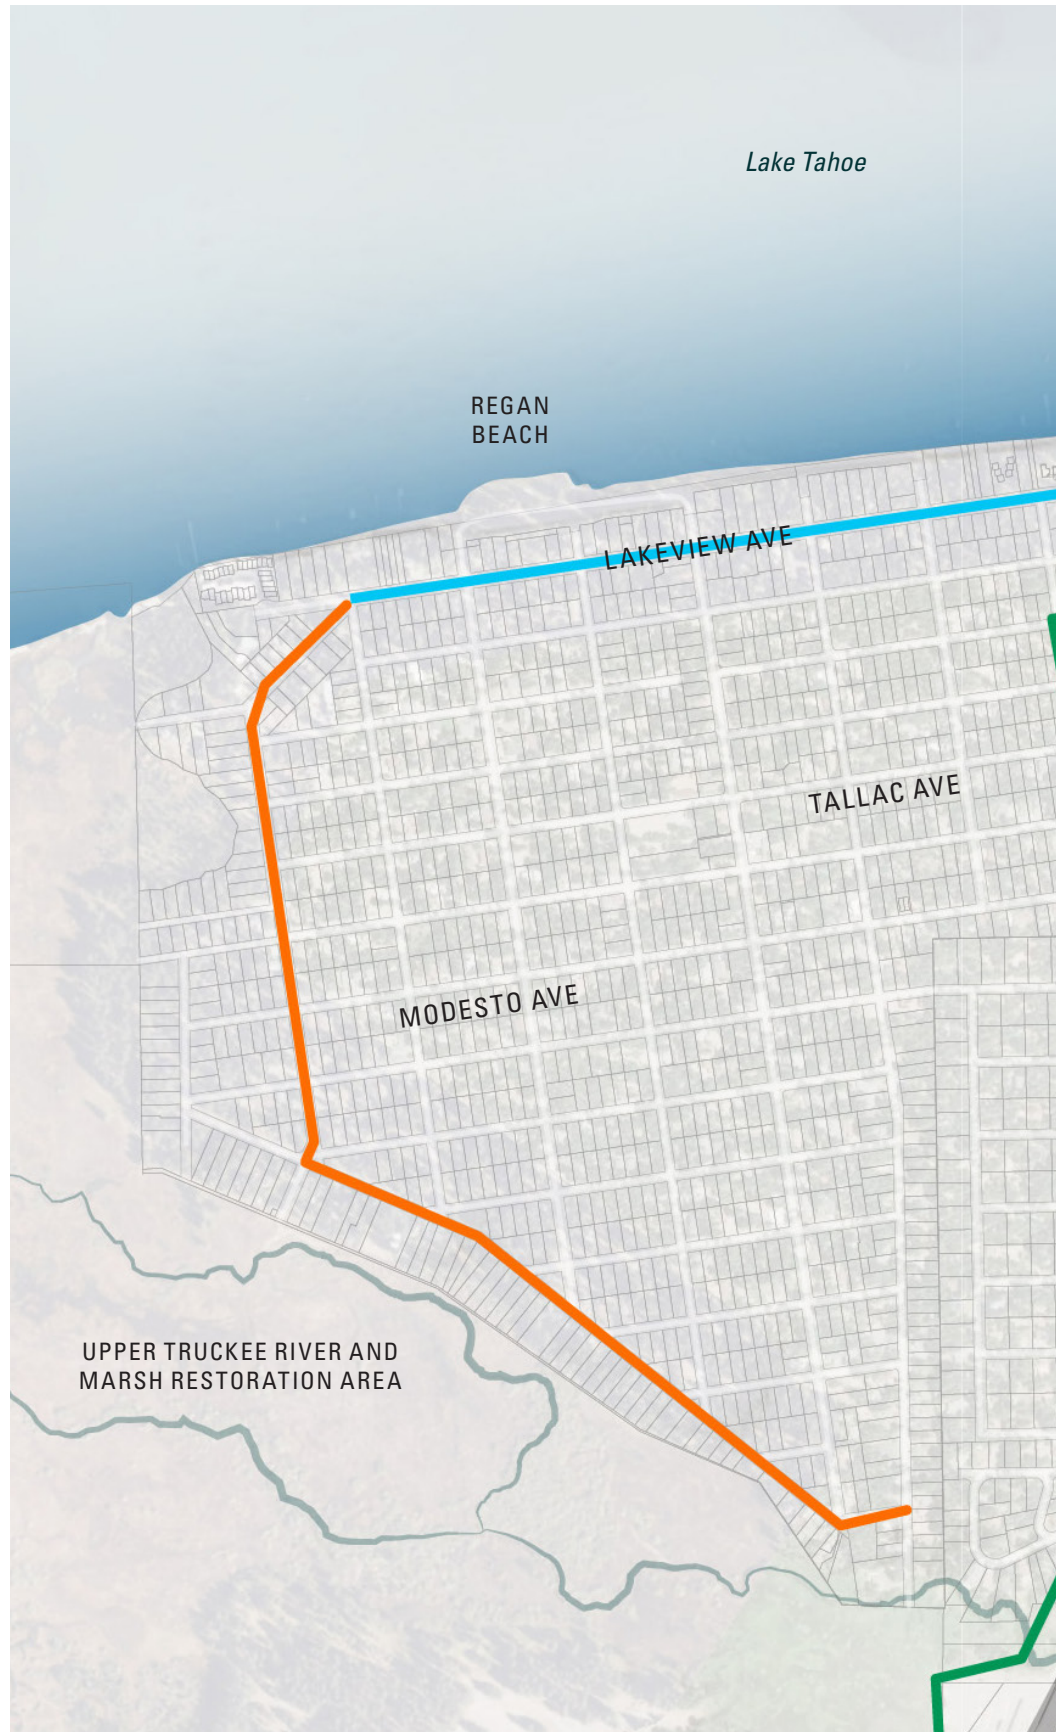 Lake Tahoe
REGAN
BEACH
LAKEVIEW AVE
TALLAC AVE
MODESTO AVE
UPPER TRUCKEE RIVER AND
MARSH RESTORATION AREA